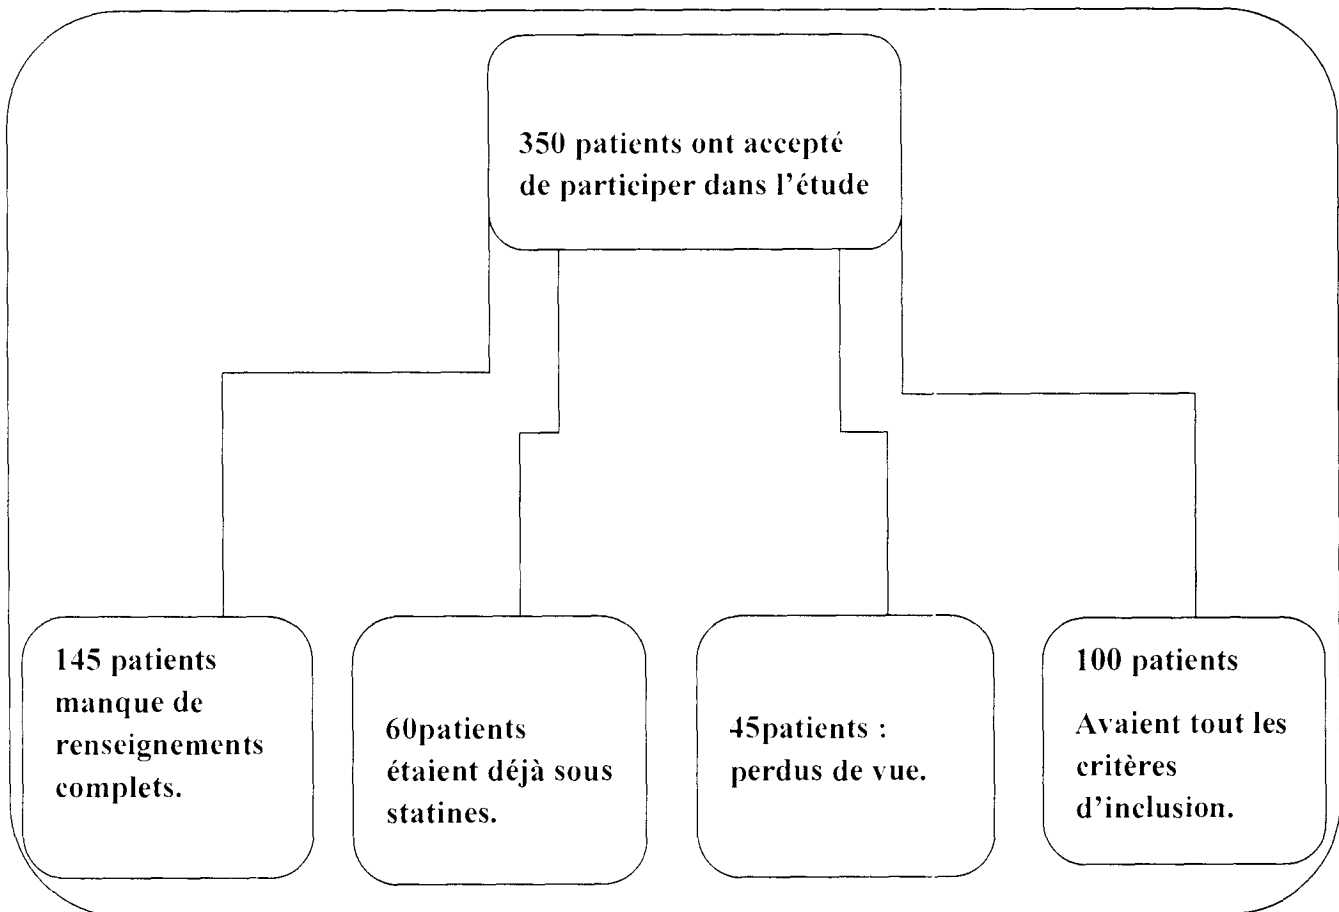 350 patients ont accepté
de participer dans l'étude
145 patients
manque de
renseignements
complets.
60patients
étaient déjà sous
statines.
45patients :
perdus de vue.
100 patients
Avaient tout les
critères
d'inclusion.